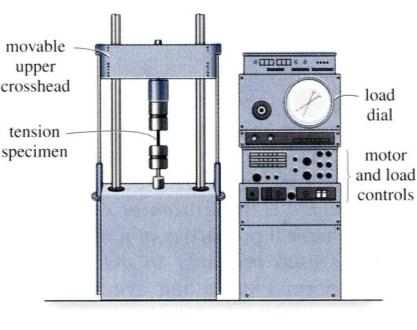 movable
upper
crosshead
tension
specimen
load
dial
motor
and load
controls